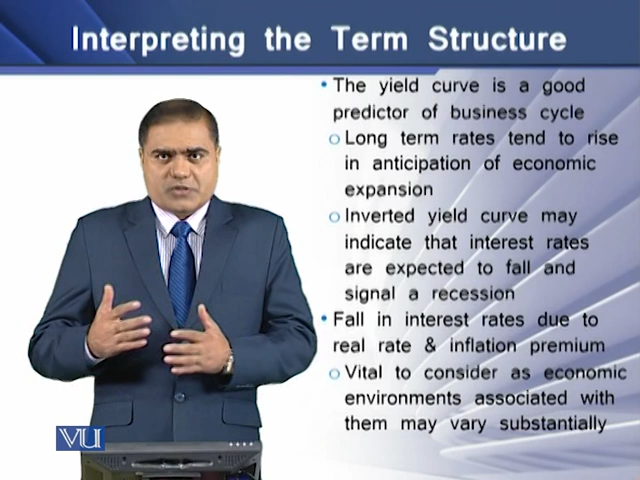 Interpreting the Term Structure
• The yield curve is a good
predictor of business cycle
o Long term rates tend to rise
in anticipation of economic
expansion
o Inverted yield curve may
indicate that interest rates
are expected to fall and
signal a recession
• Fall in interest rates due to
real rate & inflation premium
o Vital to consider as economic
environments associated with
them may vary substantially
VU